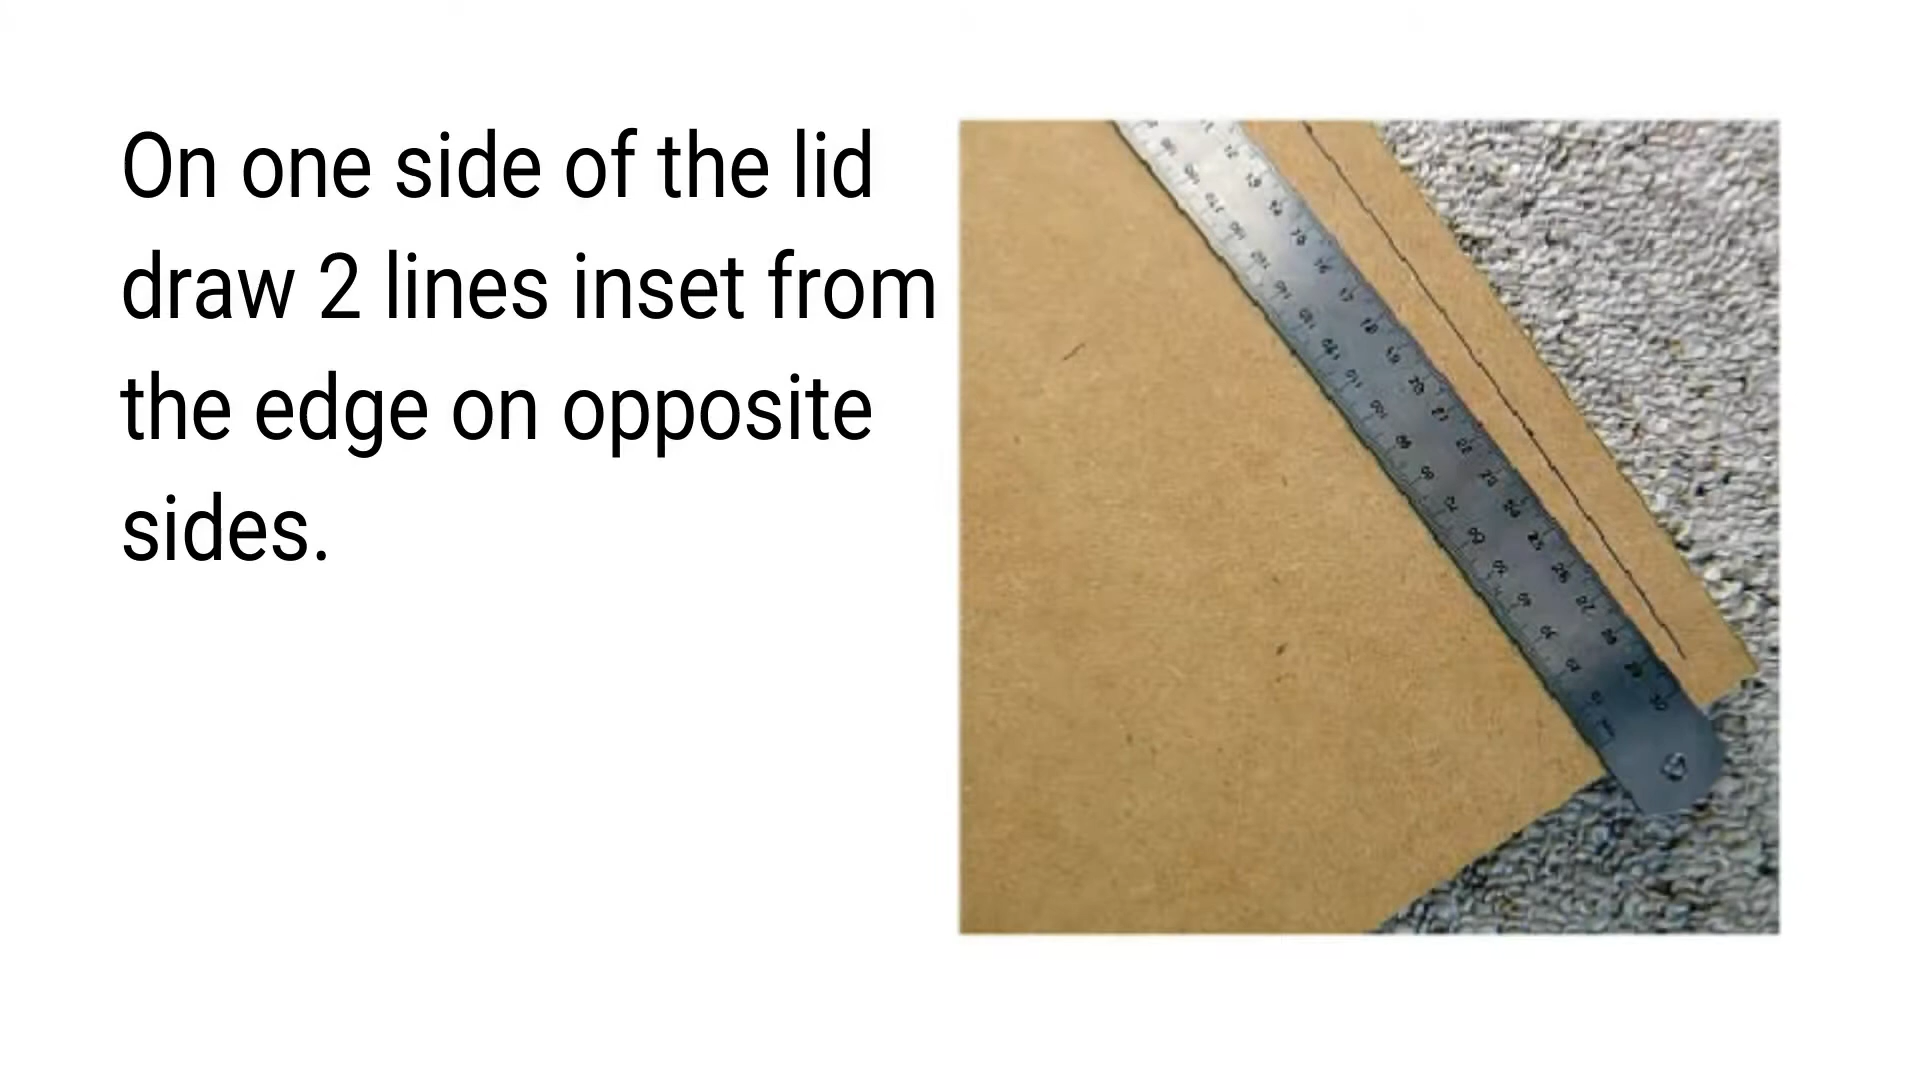 On one side of the lid
draw 2 lines inset from
the edge on opposite
sides.